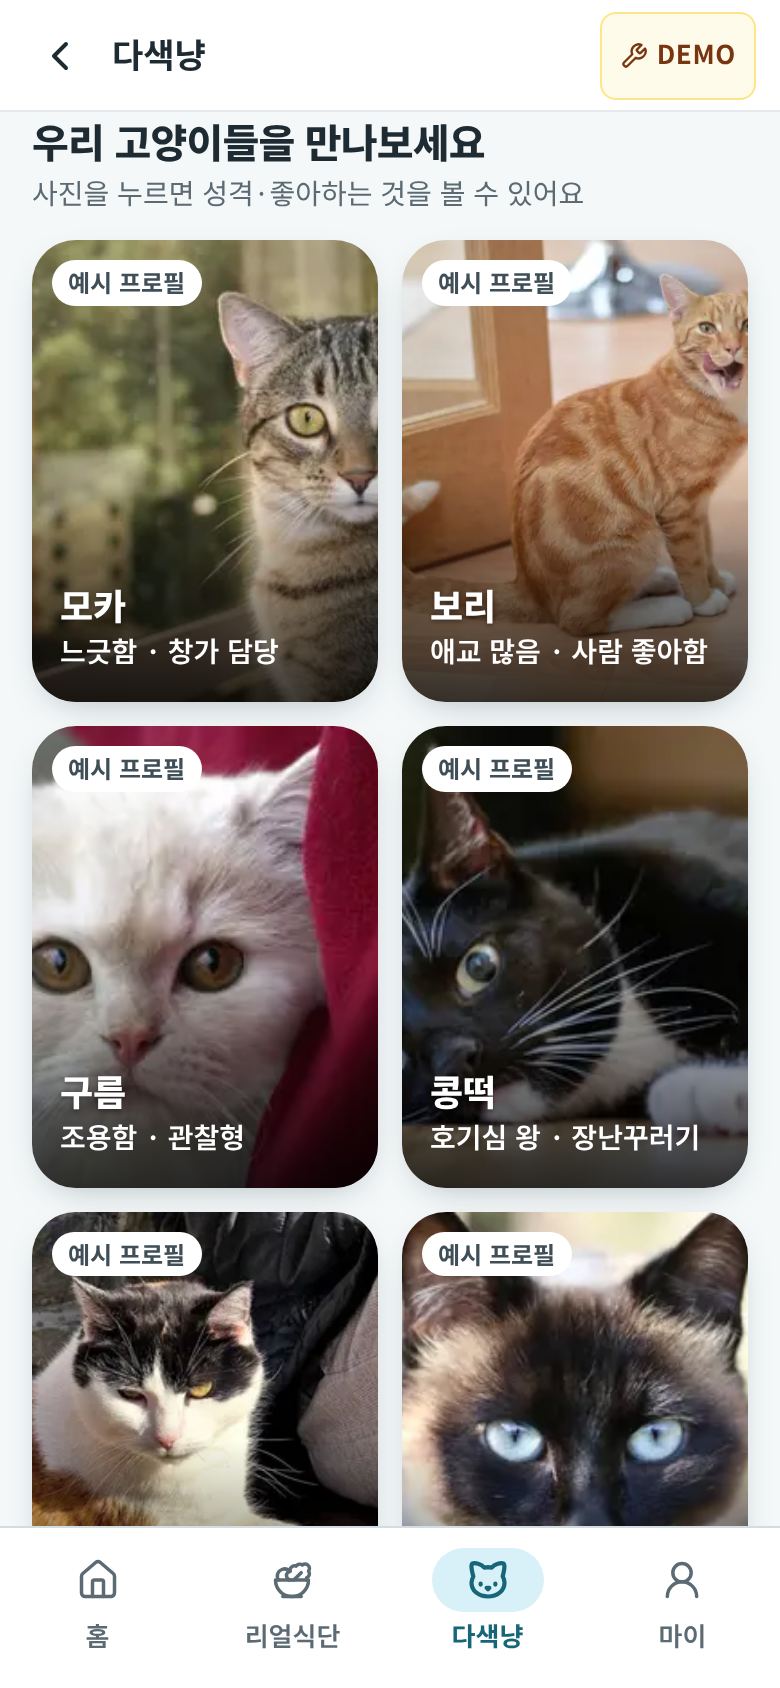 다색냥
DEMO
우리 고양이들을 만나보세요
사진을 누르면 성격·좋아하는 것을 볼 수 있어요
예시 프로필
모카
느긋함 · 창가 담당
예시 프로필
보리
애교 많음 · 사람 좋아함
예시 프로필
구름
조용함 · 관찰형
예시 프로필
콩떡
호기심 왕 · 장난꾸러기
예시 프로필
예시 프로필
홈
리얼식단
다색냥
마이